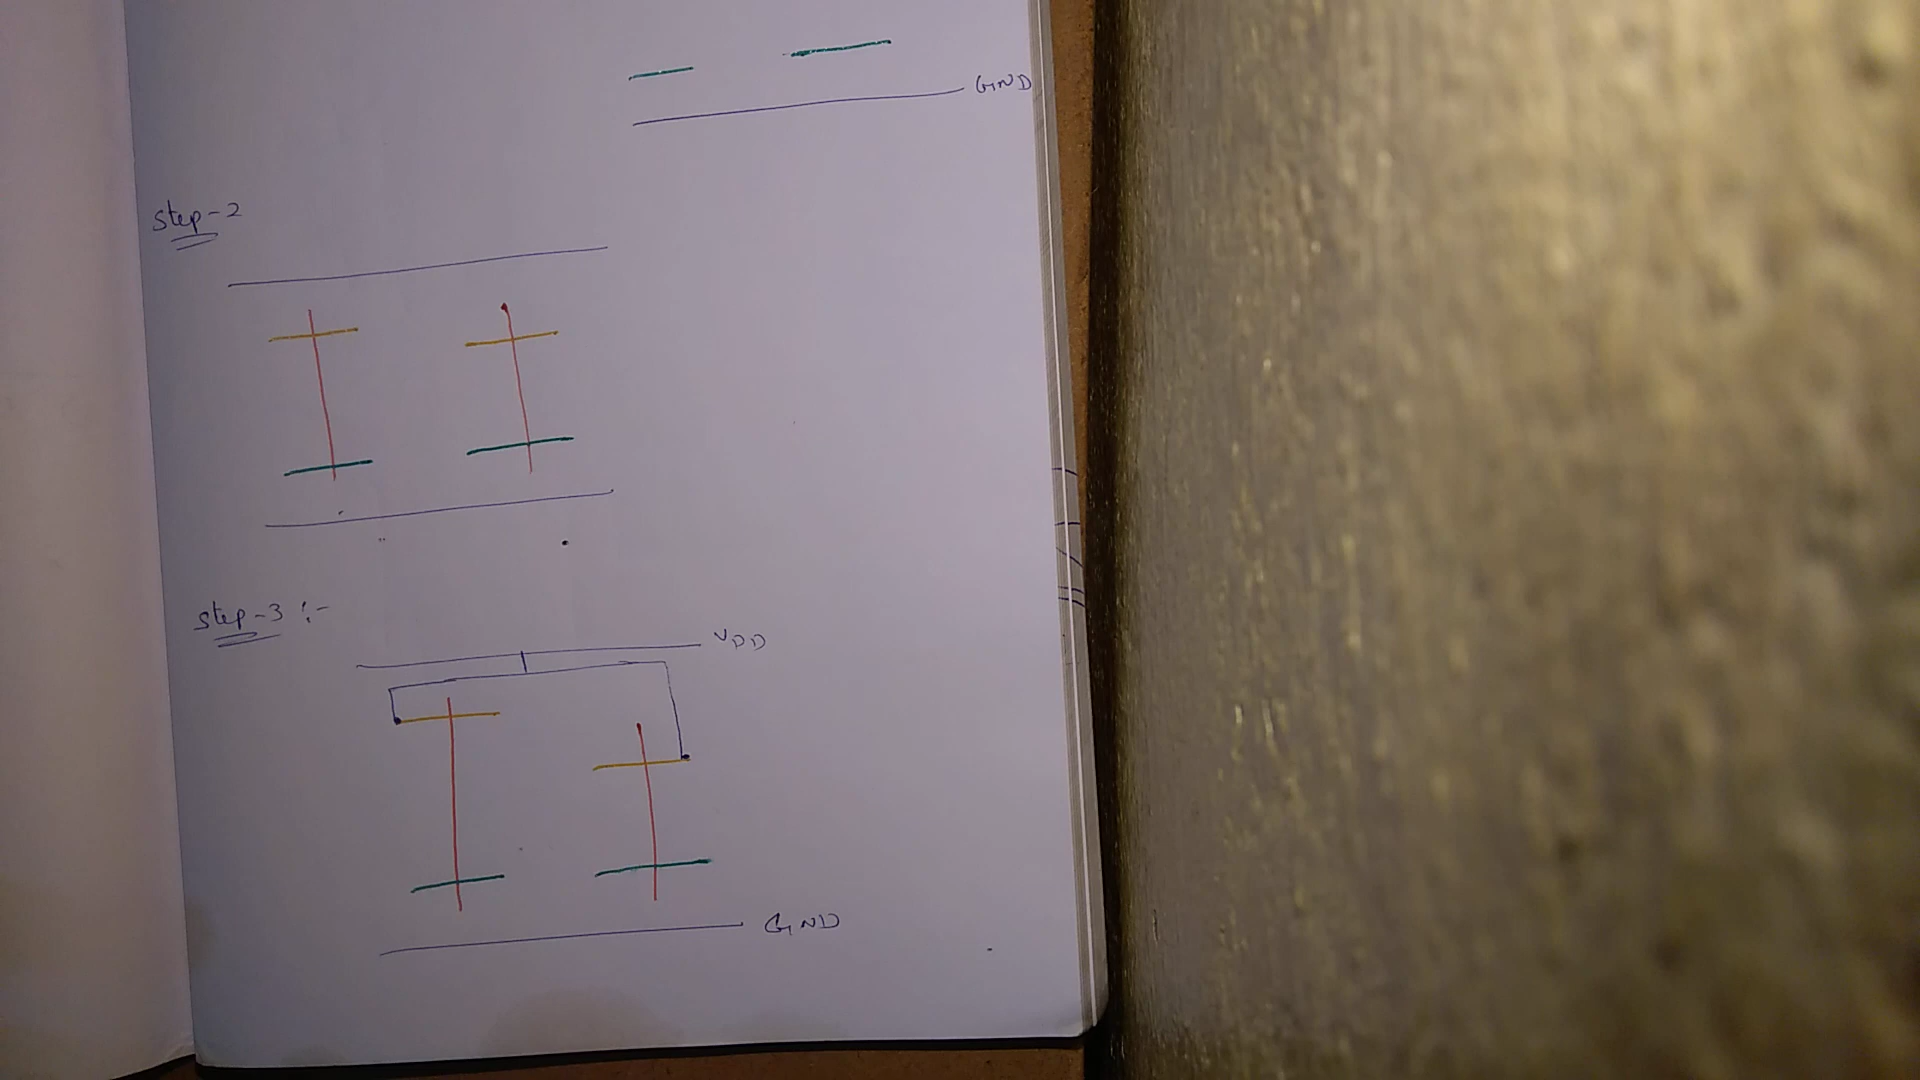 GND
Step-2
Step-3 :-
VDD
GND